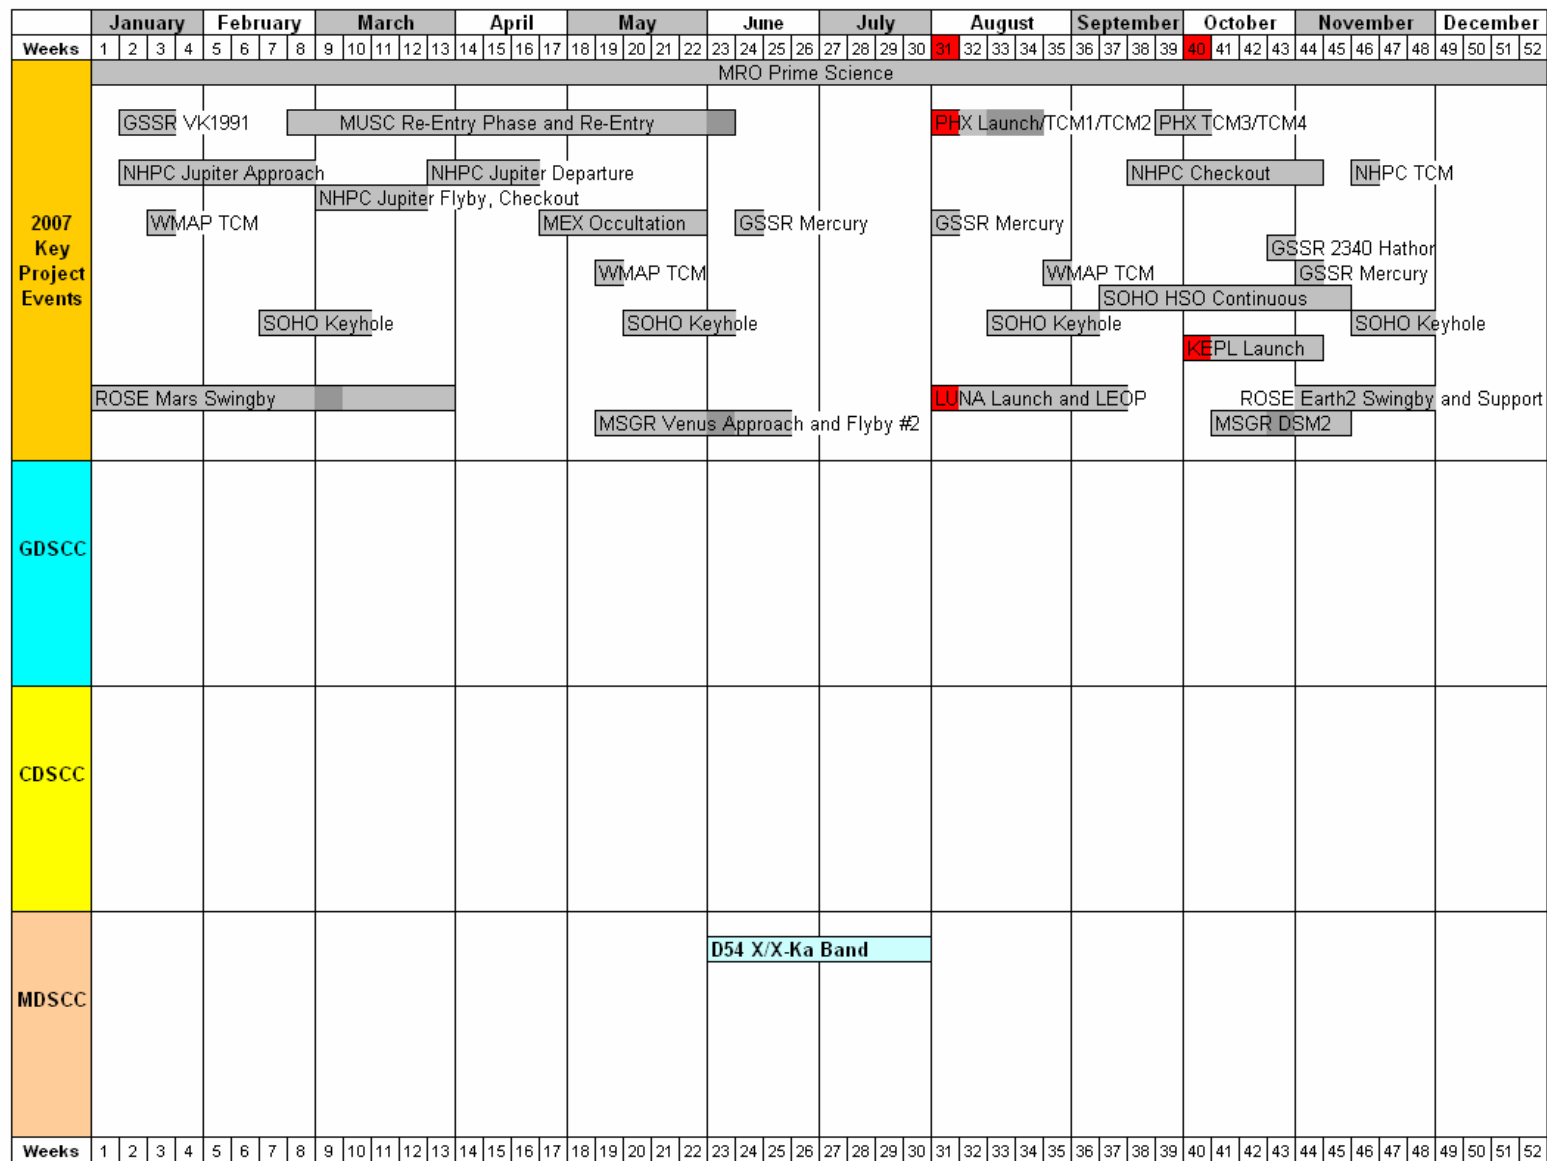 January February March April May June July August September October November December
Weeks 1 2 3 4 5 6 7 8 9 10 11 12 13 14 15 16 17 18 19 20 21 22 23 24 25 26 27 28 29 30 31 32 33 34 35 36 37 38 39 40 41 42 43 44 45 46 47 48 49 50 51 52
MRO Prime Science
GSSR VK1991 MUSC Re-Entry Phase and Re-Entry PHX Launch/TCM1/TCM2 PHX TCM3/TCM4
NHPC Jupiter Approach NHPC Jupiter Departure NHPC Checkout NHPC TCM
NHPC Jupiter Flyby, Checkout
2007
Key
Project
Events
WMAP TCM MEX Occultation GSSR Mercury GSSR Mercury
GSSR 2340 Hathor
WMAP TCM WMAP TCM GSSR Mercury
SOHO HSO Continuous
SOHO Keyhole SOHO Keyhole SOHO Keyhole SOHO Keyhole
KEPL Launch
ROSE Mars Swingby LUNA Launch and LEOP ROSE Earth2 Swingby and Support
MSGR Venus Approach and Flyby #2 MSGR DSM2
GDSCC
CDSCC
D54 X/X-Ka Band
MDSCC
Weeks 1 2 3 4 5 6 7 8 9 10 11 12 13 14 15 16 17 18 19 20 21 22 23 24 25 26 27 28 29 30 31 32 33 34 35 36 37 38 39 40 41 42 43 44 45 46 47 48 49 50 51 52